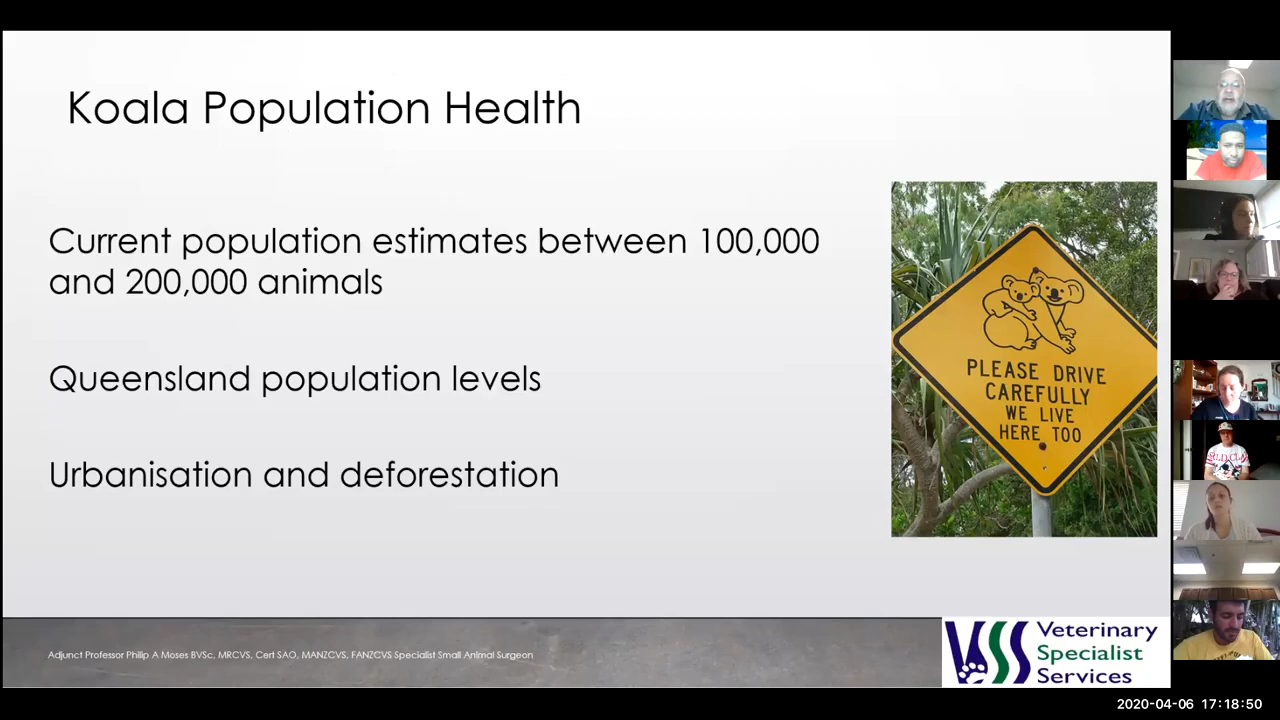 Koala Population Health
Current population estimates between 100,000
and 200,000 animals
Queensland population levels
Urbanisation and deforestation
PLEASE DRIVE
CAREFULLY
WE LIVE
HERE TOO
Adjunct Professor Philip A Moses BVSc, MRCVS, Cert SAO, MANZCVS, FANZCVS Specialist Small Animal Surgeon
VSS Veterinary
Specialist
Services
2020-04-06 17:18:50